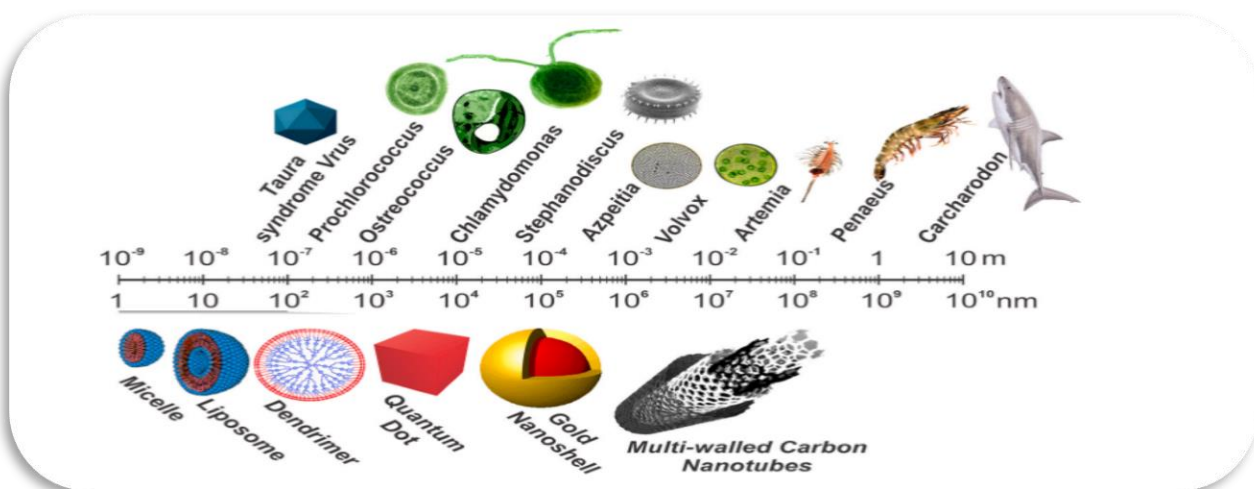 Taura
syndrome Vrus
Prochlorococcus
Ostreococcus
Chlamydomonas
Stephanodiscus
Azpeitia
Volvox
Artemia
Penaeus
Carcharodon
10⁻⁹ 10⁻⁸ 10⁻⁷ 10⁻⁶ 10⁻⁵ 10⁻⁴ 10⁻³ 10⁻² 10⁻¹ 1 10 m
1 10 10² 10³ 10⁴ 10⁵ 10⁶ 10⁷ 10⁸ 10⁹ 10¹⁰ nm
Micelle
Liposome
Dendrimer
Quantum
Dot
Gold
Nanoshell
Multi-walled Carbon
Nanotubes